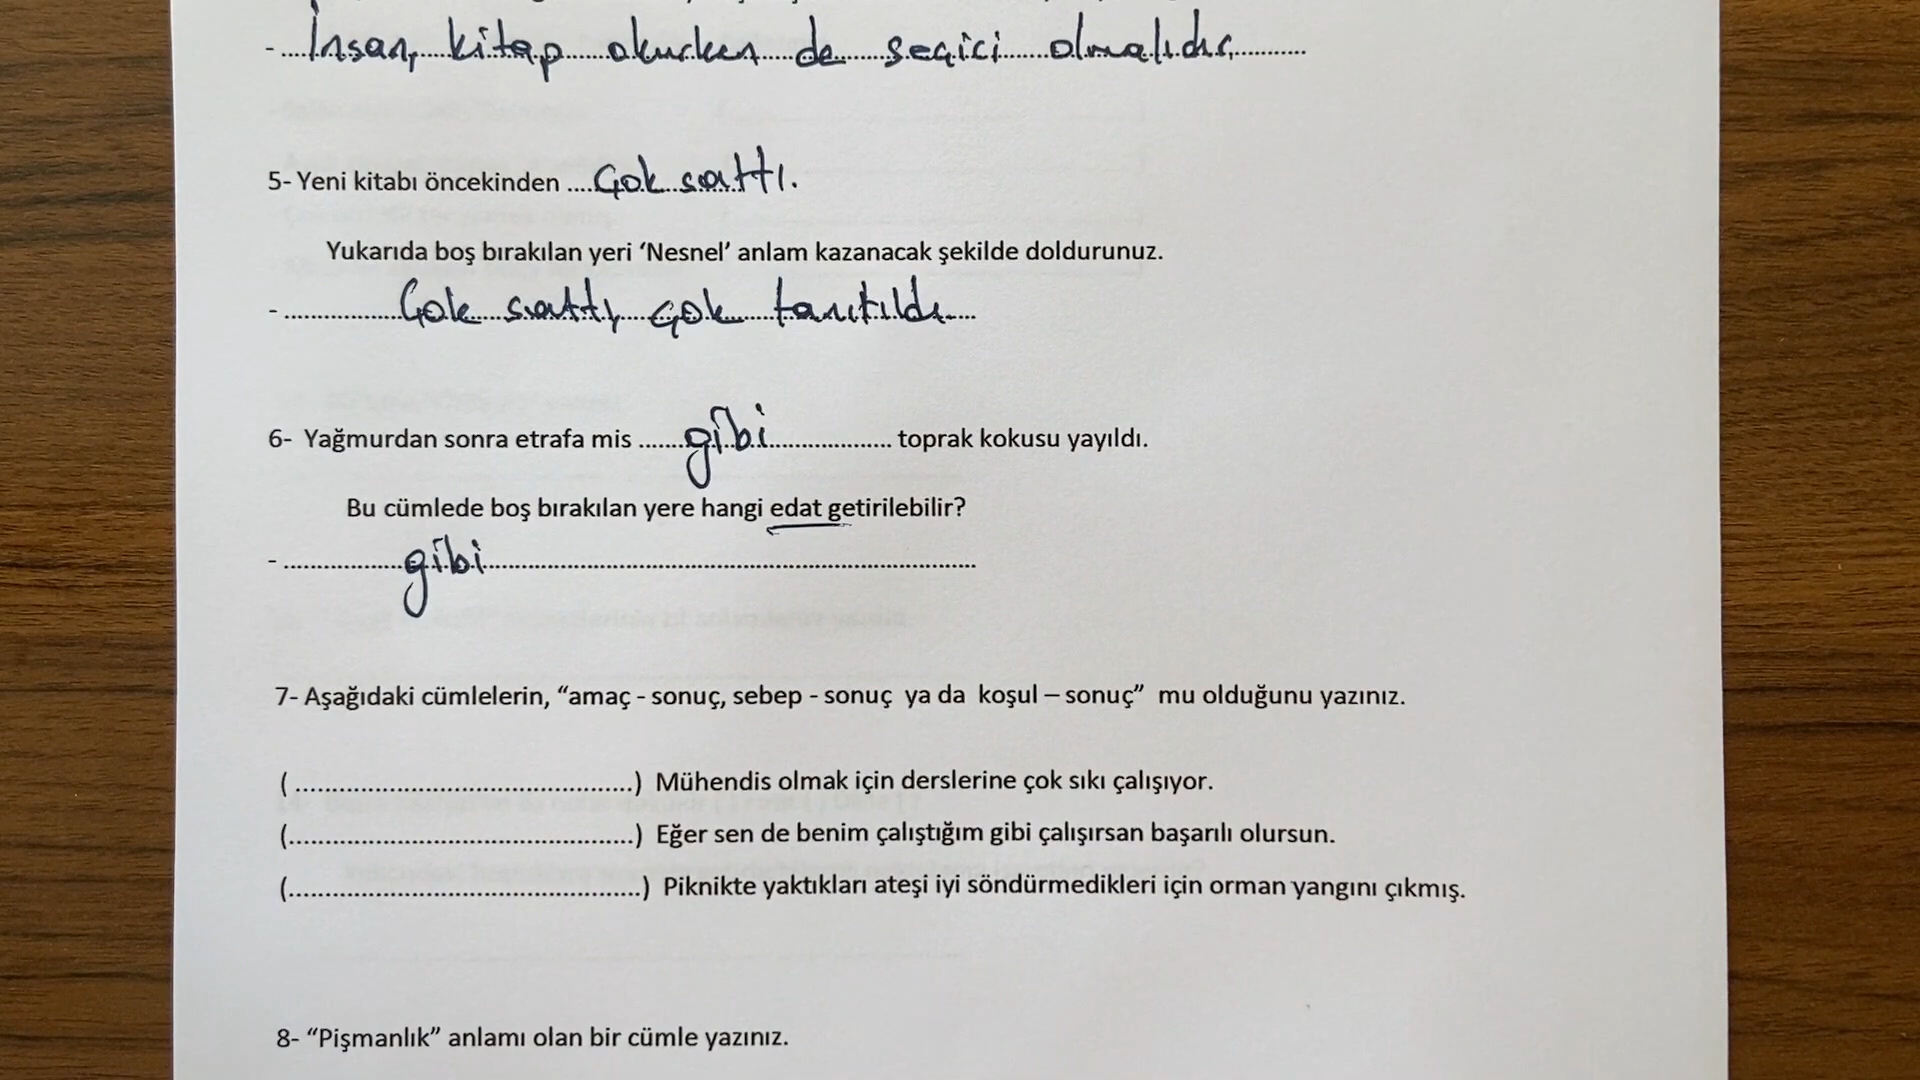 - İnsan, kitap okurken de seçici olmalıdır.
5- Yeni kitabı öncekinden .... Çok sattı.
Yukarıda boş bırakılan yeri ‘Nesnel’ anlam kazanacak şekilde doldurunuz.
- Çok sattı, çok tanıtıldı
6- Yağmurdan sonra etrafa mis ....... gibi .................. toprak kokusu yayıldı.
Bu cümlede boş bırakılan yere hangi edat getirilebilir?
- gibi
7- Aşağıdaki cümlelerin, “amaç - sonuç, sebep - sonuç ya da koşul – sonuç” mu olduğunu yazınız.
(..........................................) Mühendis olmak için derslerine çok sıkı çalışıyor.
(..........................................) Eğer sen de benim çalıştığım gibi çalışırsan başarılı olursun.
(..........................................) Piknikte yaktıkları ateşi iyi söndürmedikleri için orman yangını çıkmış.
8- “Pişmanlık” anlamı olan bir cümle yazınız.